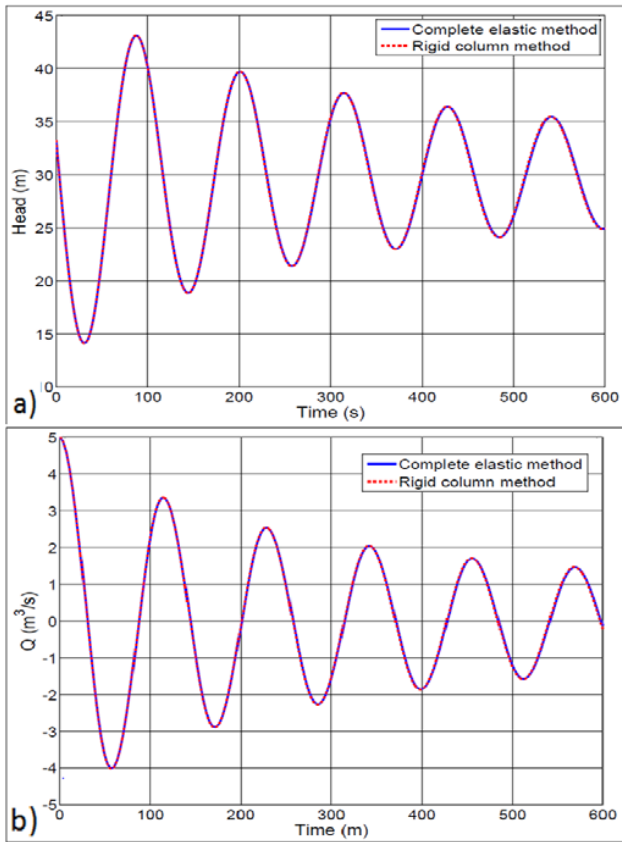 45
40
35
30
25
20
15
10
Head (m)
Complete elastic method
Rigid column method
0 100 200 300 400 500 600
Time (s)
a)
5
4
3
2
1
0
-1
-2
-3
-4
-5
Q (m³/s)
Complete elastic method
Rigid column method
0 100 200 300 400 500 600
Time (m)
b)